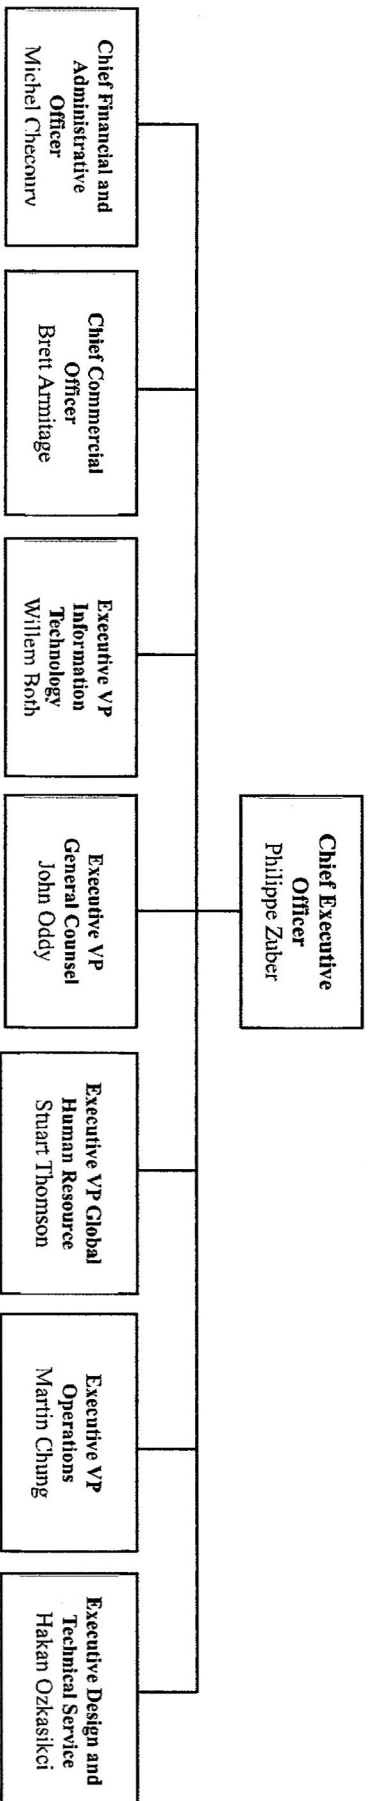 Chief Executive
Officer
Philippe Zuber
Chief Financial and
Administrative
Officer
Michel Checoury
Chief Commercial
Officer
Brett Armitage
Executive VP
Information
Technology
Willem Both
Executive VP
General Counsel
John Oddy
Executive VP Global
Human Resource
Stuart Thomson
Executive VP
Operations
Martin Chung
Executive Design and
Technical Service
Hakan Ozkasikci